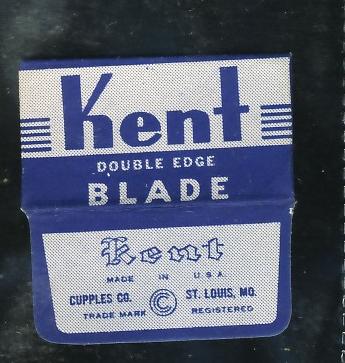 Kent
DOUBLE EDGE
BLADE
Kent
MADE IN U.S.A.
CUPPLES CO. C ST. LOUIS, MO.
TRADE MARK REGISTERED